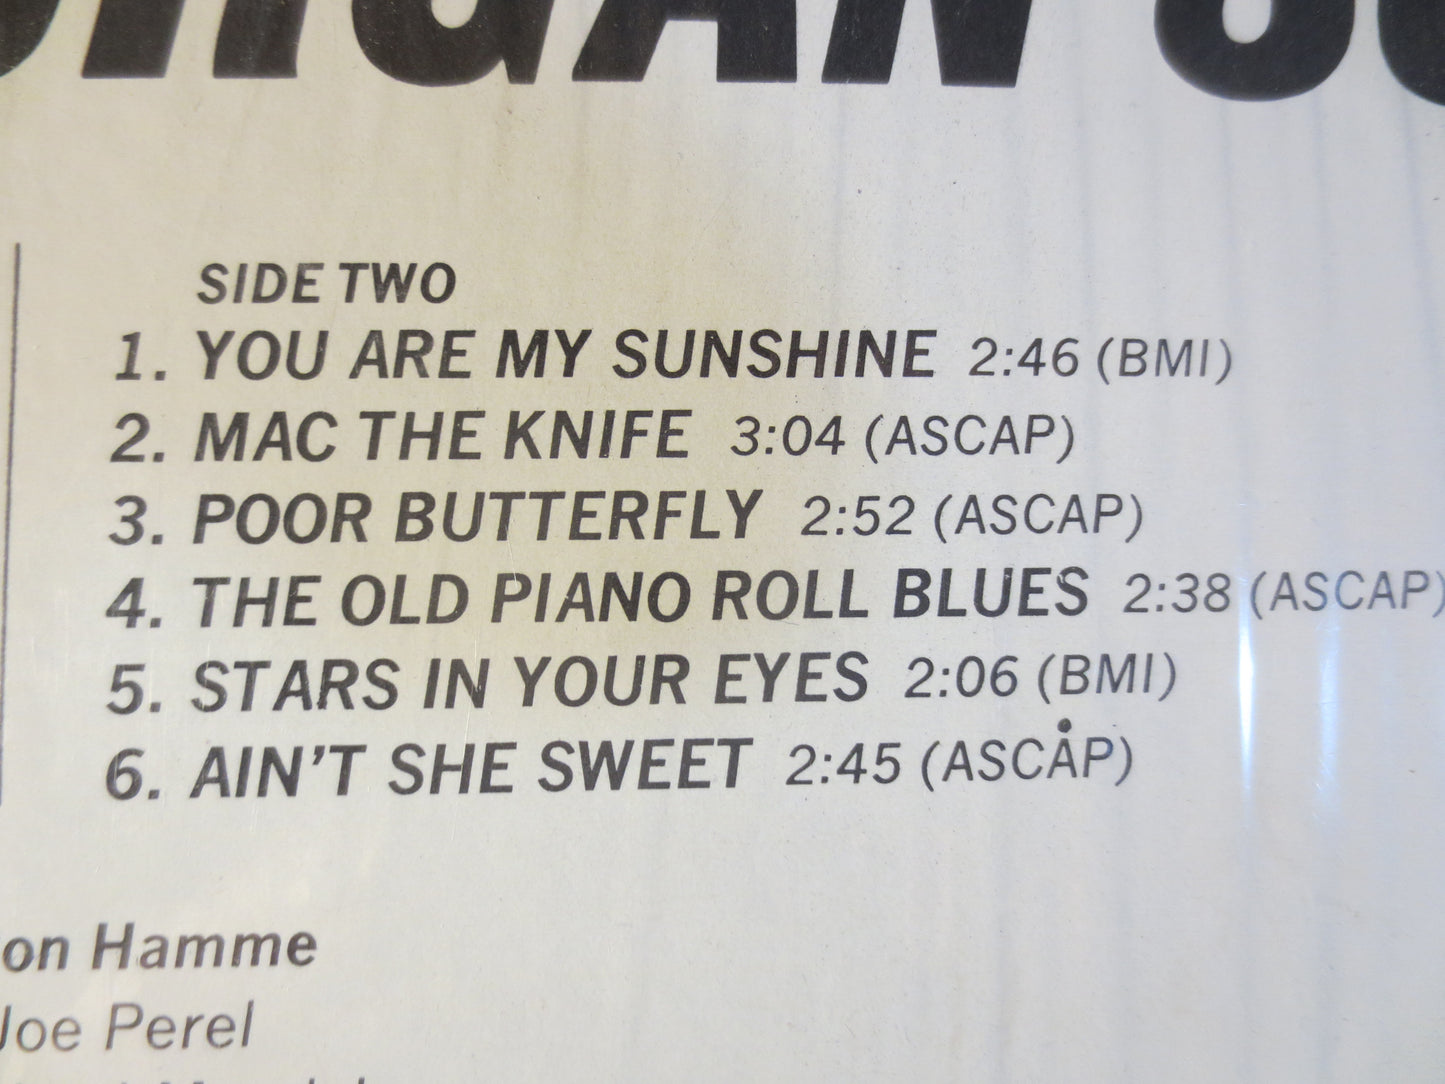 SIDE TWO
1. YOU ARE MY SUNSHINE 2:46 (BMI)
2. MAC THE KNIFE 3:04 (ASCAP)
3. POOR BUTTERFLY 2:52 (ASCAP)
4. THE OLD PIANO ROLL BLUES 2:38 (ASCAP)
5. STARS IN YOUR EYES 2:06 (BMI)
6. AIN'T SHE SWEET 2:45 (ASCAP)
on Hamme
Joe Perel